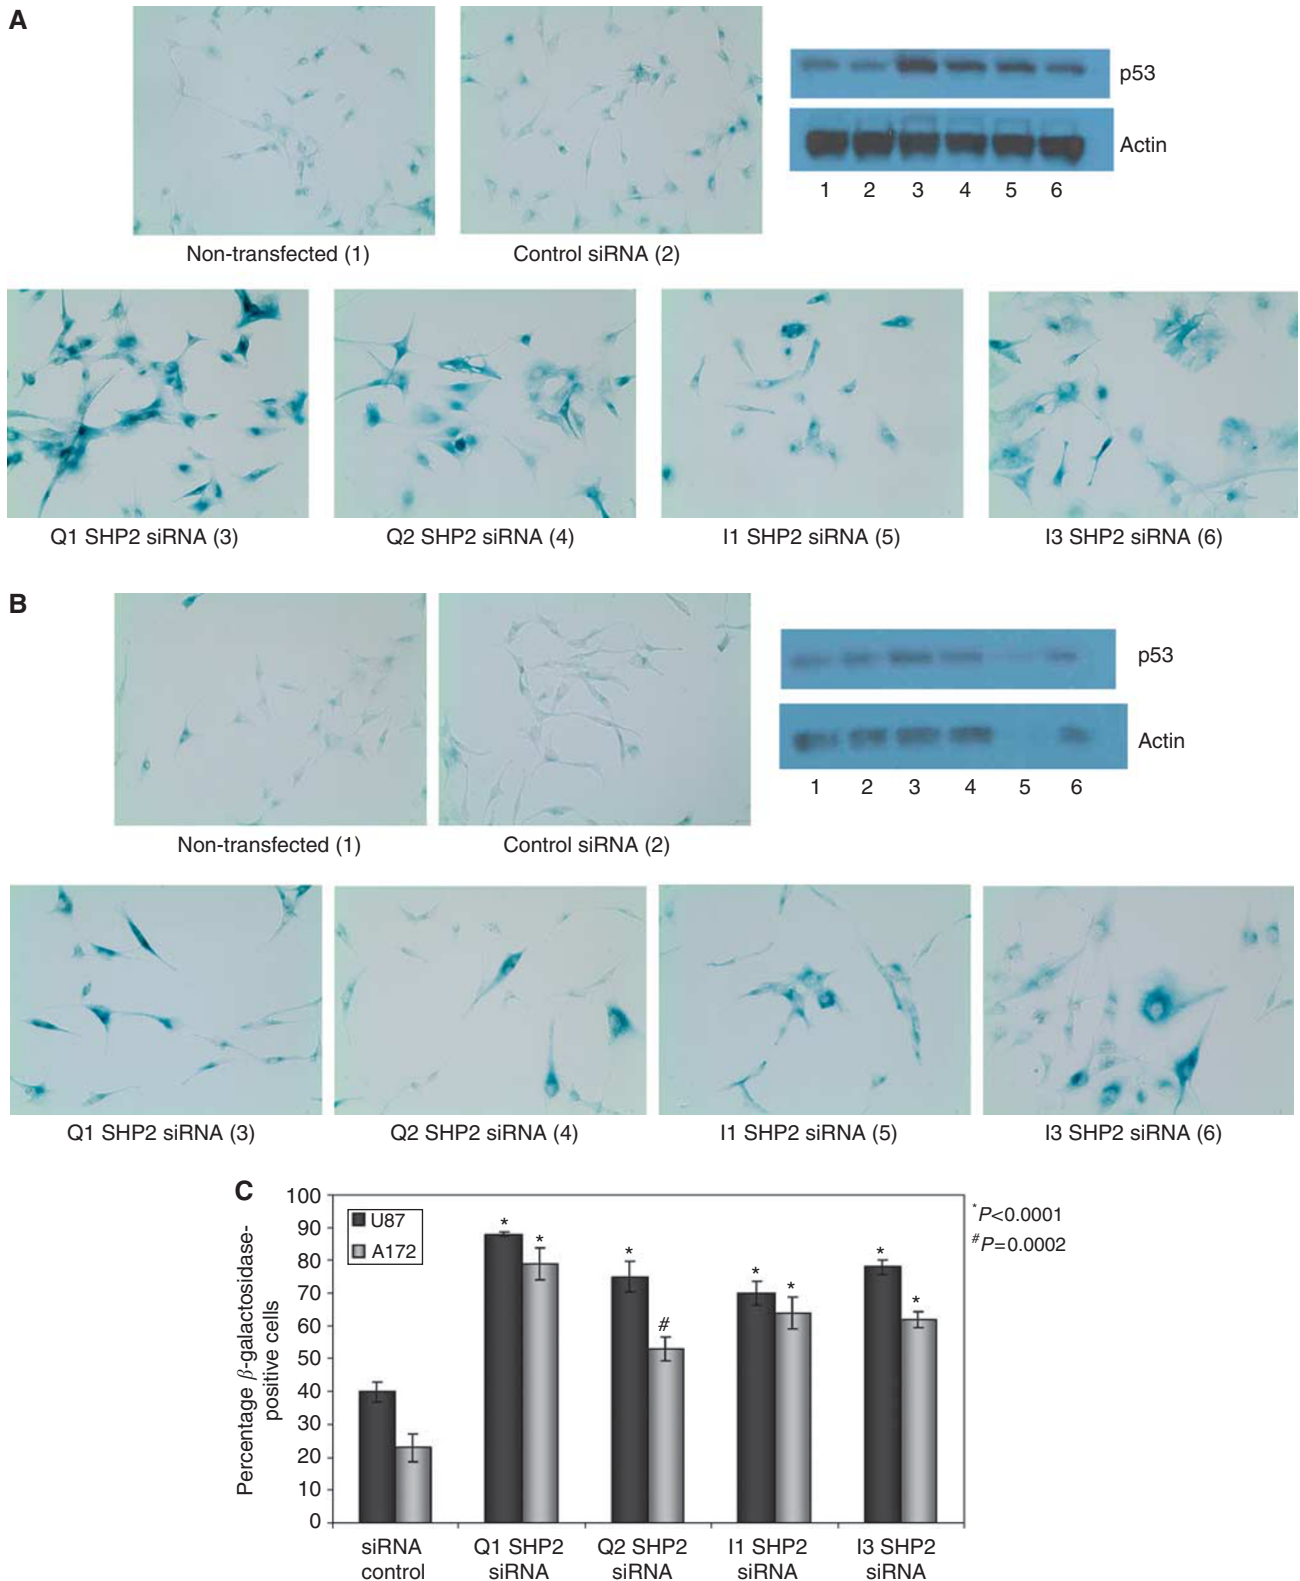 A
p53
Actin
1 2 3 4 5 6
Non-transfected (1)
Control siRNA (2)
Q1 SHP2 siRNA (3)
Q2 SHP2 siRNA (4)
I1 SHP2 siRNA (5)
I3 SHP2 siRNA (6)
B
p53
Actin
1 2 3 4 5 6
Non-transfected (1)
Control siRNA (2)
Q1 SHP2 siRNA (3)
Q2 SHP2 siRNA (4)
I1 SHP2 siRNA (5)
I3 SHP2 siRNA (6)
C
Percentage β-galactosidase-
positive cells
100
90
80
70
60
50
40
30
20
10
0
U87
A172
* *
*
#
* *
*
*
*P<0.0001
#P=0.0002
siRNA
control
Q1 SHP2
siRNA
Q2 SHP2
siRNA
I1 SHP2
siRNA
I3 SHP2
siRNA